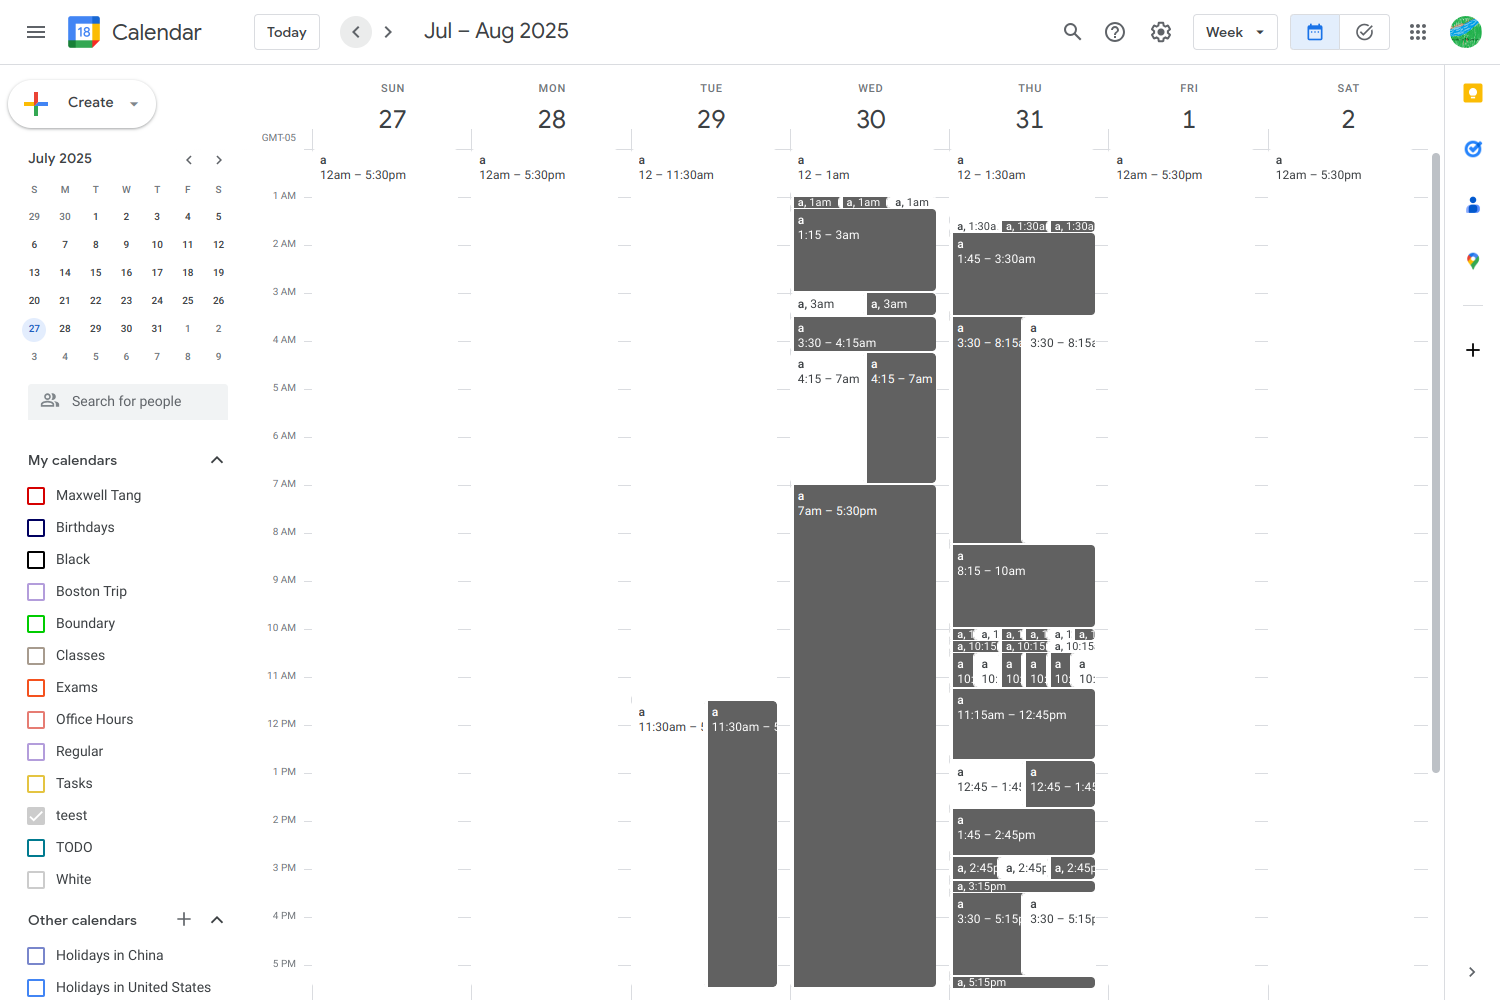 18 Calendar Today Jul – Aug 2025 Week
Create
SUN MON TUE WED THU FRI SAT
27 28 29 30 31 1 2
GMT-05
July 2025
S M T W T F S
29 30 1 2 3 4 5
6 7 8 9 10 11 12
13 14 15 16 17 18 19
20 21 22 23 24 25 26
27 28 29 30 31 1 2
3 4 5 6 7 8 9
Search for people
My calendars
Maxwell Tang
Birthdays
Black
Boston Trip
Boundary
Classes
Exams
Office Hours
Regular
Tasks
teest
TODO
White
Other calendars
Holidays in China
Holidays in United States
1 AM
2 AM
3 AM
4 AM
5 AM
6 AM
7 AM
8 AM
9 AM
10 AM
11 AM
12 PM
1 PM
2 PM
3 PM
4 PM
5 PM
a
12am – 5:30pm
a
12am – 5:30pm
a
12 – 11:30am
a
11:30am – 5
a
11:30am – 5
a
12 – 1am
a, 1am a, 1am a, 1am
a
1:15 – 3am
a, 3am a, 3am
a
3:30 – 4:15am
a
4:15 – 7am
a
4:15 – 7am
a
7am – 5:30pm
a
12 – 1:30am
a, 1:30a a, 1:30a a, 1:30a
a
1:45 – 3:30am
a
3:30 – 8:15a
a
3:30 – 8:15a
a
8:15 – 10am
a, 1 a, 1 a, 1 a, 1 a, 1 a, 1
a, 10:15 a, 10:15 a, 10:15
a a a a a a
10: 10: 10: 10: 10: 10:
a
11:15am – 12:45pm
a
12:45 – 1:45
a
12:45 – 1:45
a
1:45 – 2:45pm
a, 2:45p a, 2:45p a, 2:45p
a, 3:15pm
a
3:30 – 5:15p
a
3:30 – 5:15p
a, 5:15pm
a
12am – 5:30pm
a
12am – 5:30pm